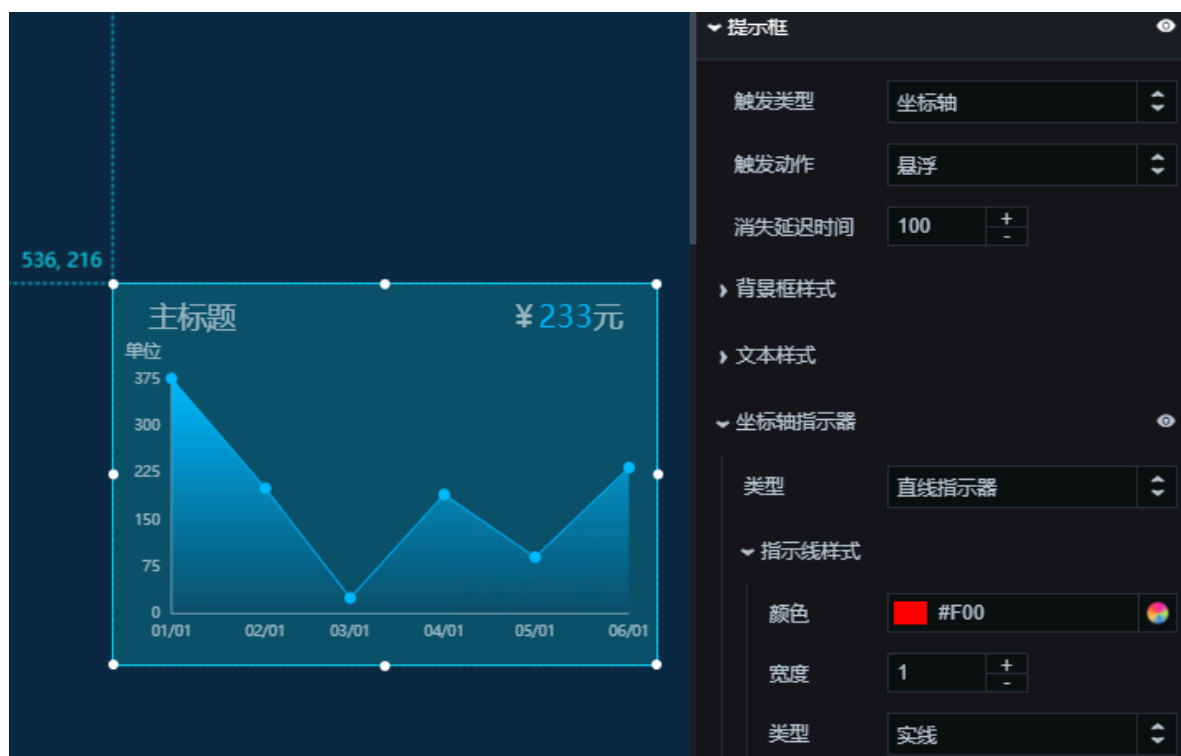 536, 216
主标题
¥233元
单位
375
300
225
150
75
0
01/01 02/01 03/01 04/01 05/01 06/01
提示框
触发类型 坐标轴
触发动作 悬浮
消失延迟时间 100 + -
背景框样式
文本样式
坐标轴指示器
类型 直线指示器
指示线样式
颜色 #F00
宽度 1 + -
类型 实线